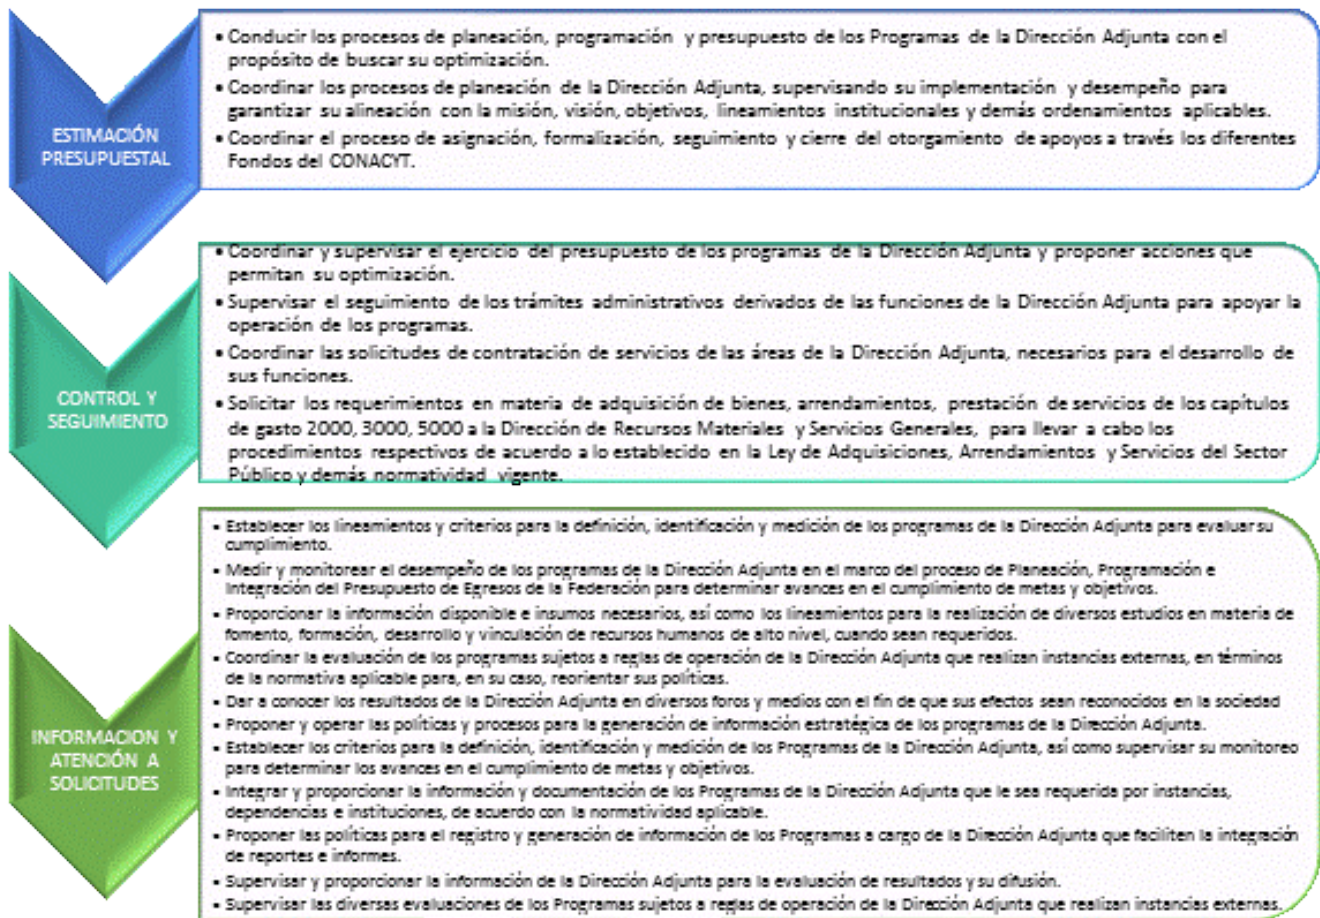 ESTIMACIÓN
PRESUPUESTAL
• Conducir los procesos de planeación, programación y presupuesto de los Programas de la Dirección Adjunta con el
propósito de buscar su optimización.
• Coordinar los procesos de planeación de la Dirección Adjunta, supervisando su implementación y desempeño para
garantizar su alineación con la misión, visión, objetivos, lineamientos institucionales y demás ordenamientos aplicables.
• Coordinar el proceso de asignación, formalización, seguimiento y cierre del otorgamiento de apoyos a través los diferentes
Fondos del CONACYT.
CONTROL Y
SEGUIMIENTO
• Coordinar y supervisar el ejercicio del presupuesto de los programas de la Dirección Adjunta y proponer acciones que
permitan su optimización.
• Supervisar el seguimiento de los trámites administrativos derivados de las funciones de la Dirección Adjunta para apoyar la
operación de los programas.
• Coordinar las solicitudes de contratación de servicios de las áreas de la Dirección Adjunta, necesarios para el desarrollo de
sus funciones.
• Solicitar los requerimientos en materia de adquisición de bienes, arrendamientos, prestación de servicios de los capítulos
de gasto 2000, 3000, 5000 a la Dirección de Recursos Materiales y Servicios Generales, para llevar a cabo los
procedimientos respectivos de acuerdo a lo establecido en la Ley de Adquisiciones, Arrendamientos y Servicios del Sector
Público y demás normatividad vigente.
INFORMACION Y
ATENCIÓN A
SOLICITUDES
• Establecer los lineamientos y criterios para la definición, identificación y medición de los programas de la Dirección Adjunta para evaluar su
cumplimiento.
• Medir y monitorear el desempeño de los programas de la Dirección Adjunta en el marco del proceso de Planeación, Programación e
Integración del Presupuesto de Egresos de la Federación para determinar avances en el cumplimiento de metas y objetivos.
• Proporcionar la información disponible e insumos necesarios, así como los lineamientos para la realización de diversos estudios en materia de
fomento, formación, desarrollo y vinculación de recursos humanos de alto nivel, cuando sean requeridos.
• Coordinar la evaluación de los programas sujetos a reglas de operación de la Dirección Adjunta que realizan instancias externas, en términos
de la normativa aplicable para, en su caso, reorientar sus políticas.
• Dar a conocer los resultados de la Dirección Adjunta en diversos foros y medios con el fin de que sus efectos sean reconocidos en la sociedad
• Proponer y operar las políticas y procesos para la generación de información estratégica de los programas de la Dirección Adjunta.
• Establecer los criterios para la definición, identificación y medición de los Programas de la Dirección Adjunta, así como supervisar su monitoreo
para determinar los avances en el cumplimiento de metas y objetivos.
• Integrar y proporcionar la información y documentación de los Programas de la Dirección Adjunta que le sea requerida por instancias,
dependencias e instituciones, de acuerdo con la normatividad aplicable.
• Proponer las políticas para el registro y generación de información de los Programas a cargo de la Dirección Adjunta que faciliten la integración
de reportes e informes.
• Supervisar y proporcionar la información de la Dirección Adjunta para la evaluación de resultados y su difusión.
• Supervisar las diversas evaluaciones de los Programas sujetos a reglas de operación de la Dirección Adjunta que realizan instancias externas.